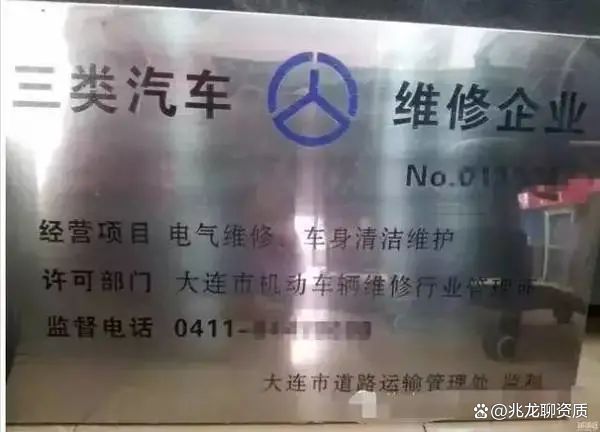 三类汽车 维修企业
No.01
经营项目 电气维修、车身清洁维护
许可部门 大连市机动车辆维修行业管理
监督电话 0411-
大连市道路运输管理处 监制
兆龙聊资质